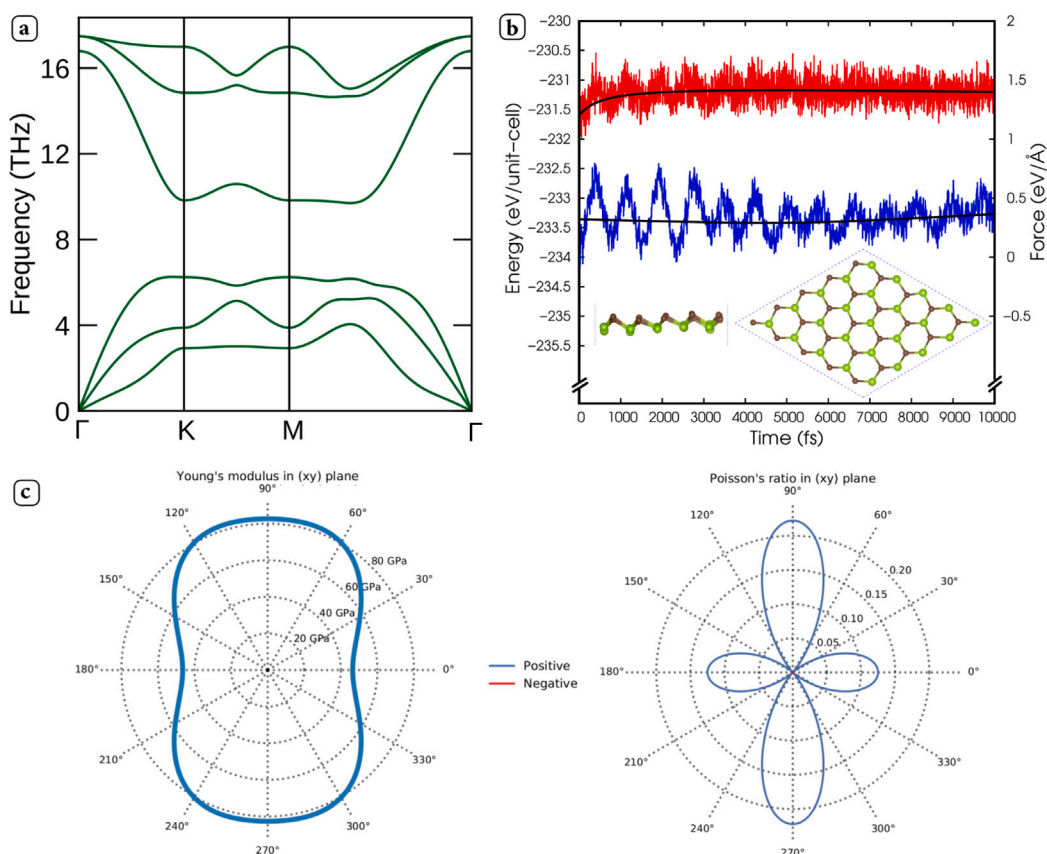 a
Frequency (THz)
16
12
8
4
0
Γ
K
M
Γ
b
Energy (eV/unit-cell)
−230
−230.5
−231
−231.5
−232
−232.5
−233
−233.5
−234
−234.5
−235
−235.5
2
1.5
1
0.5
0
−0.5
Force (eV/Å)
0 1000 2000 3000 4000 5000 6000 7000 8000 9000 10000
Time (fs)
c
Young's modulus in (xy) plane
90°
120°
60°
150°
30°
180°
0°
210°
330°
240°
300°
270°
80 GPa
60 GPa
40 GPa
20 GPa
Positive
Negative
Poisson's ratio in (xy) plane
90°
120°
60°
150°
30°
180°
0°
210°
330°
240°
300°
270°
0.20
0.15
0.10
0.05